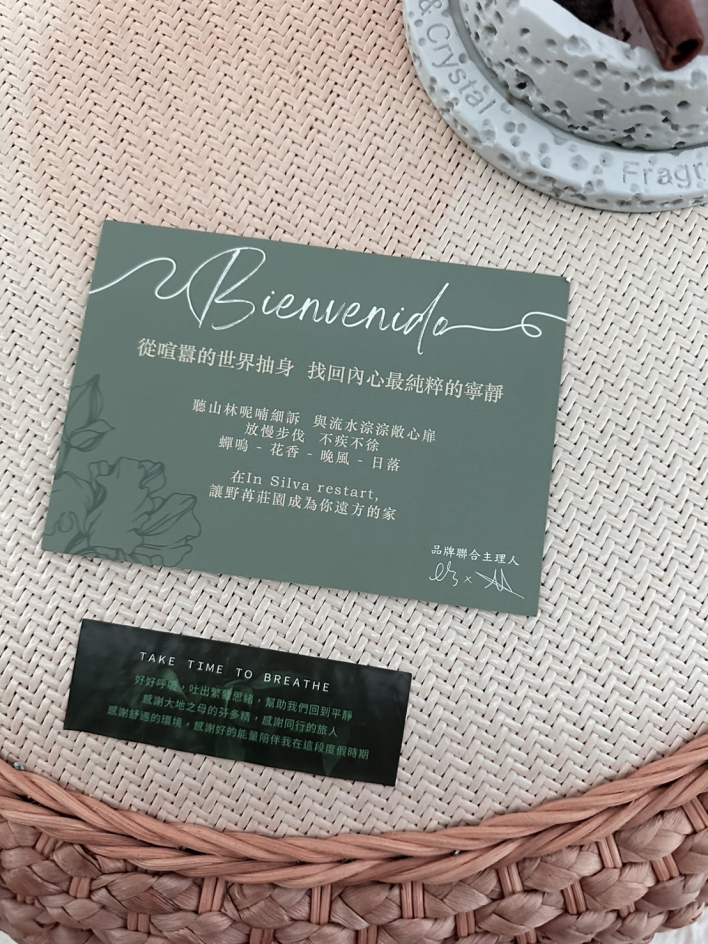 & Crystal
Fragr
Bienvenido
從喧囂的世界抽身 找回內心最純粹的寧靜
聽山林呢喃細訴 與流水淙淙敞心扉
放慢步伐 不疾不徐
蟬鳴 - 花香 - 晚風 - 日落
在In Silva restart,
讓野苒莊園成為你遠方的家
品牌聯合主理人
x
TAKE TIME TO BREATHE
好好呼吸，吐出繁雜思緒，幫助我們回到平靜
感謝大地之母的芬多精，感謝同行的旅人
感謝舒適的環境，感謝好的能量陪伴我在這段度假時期